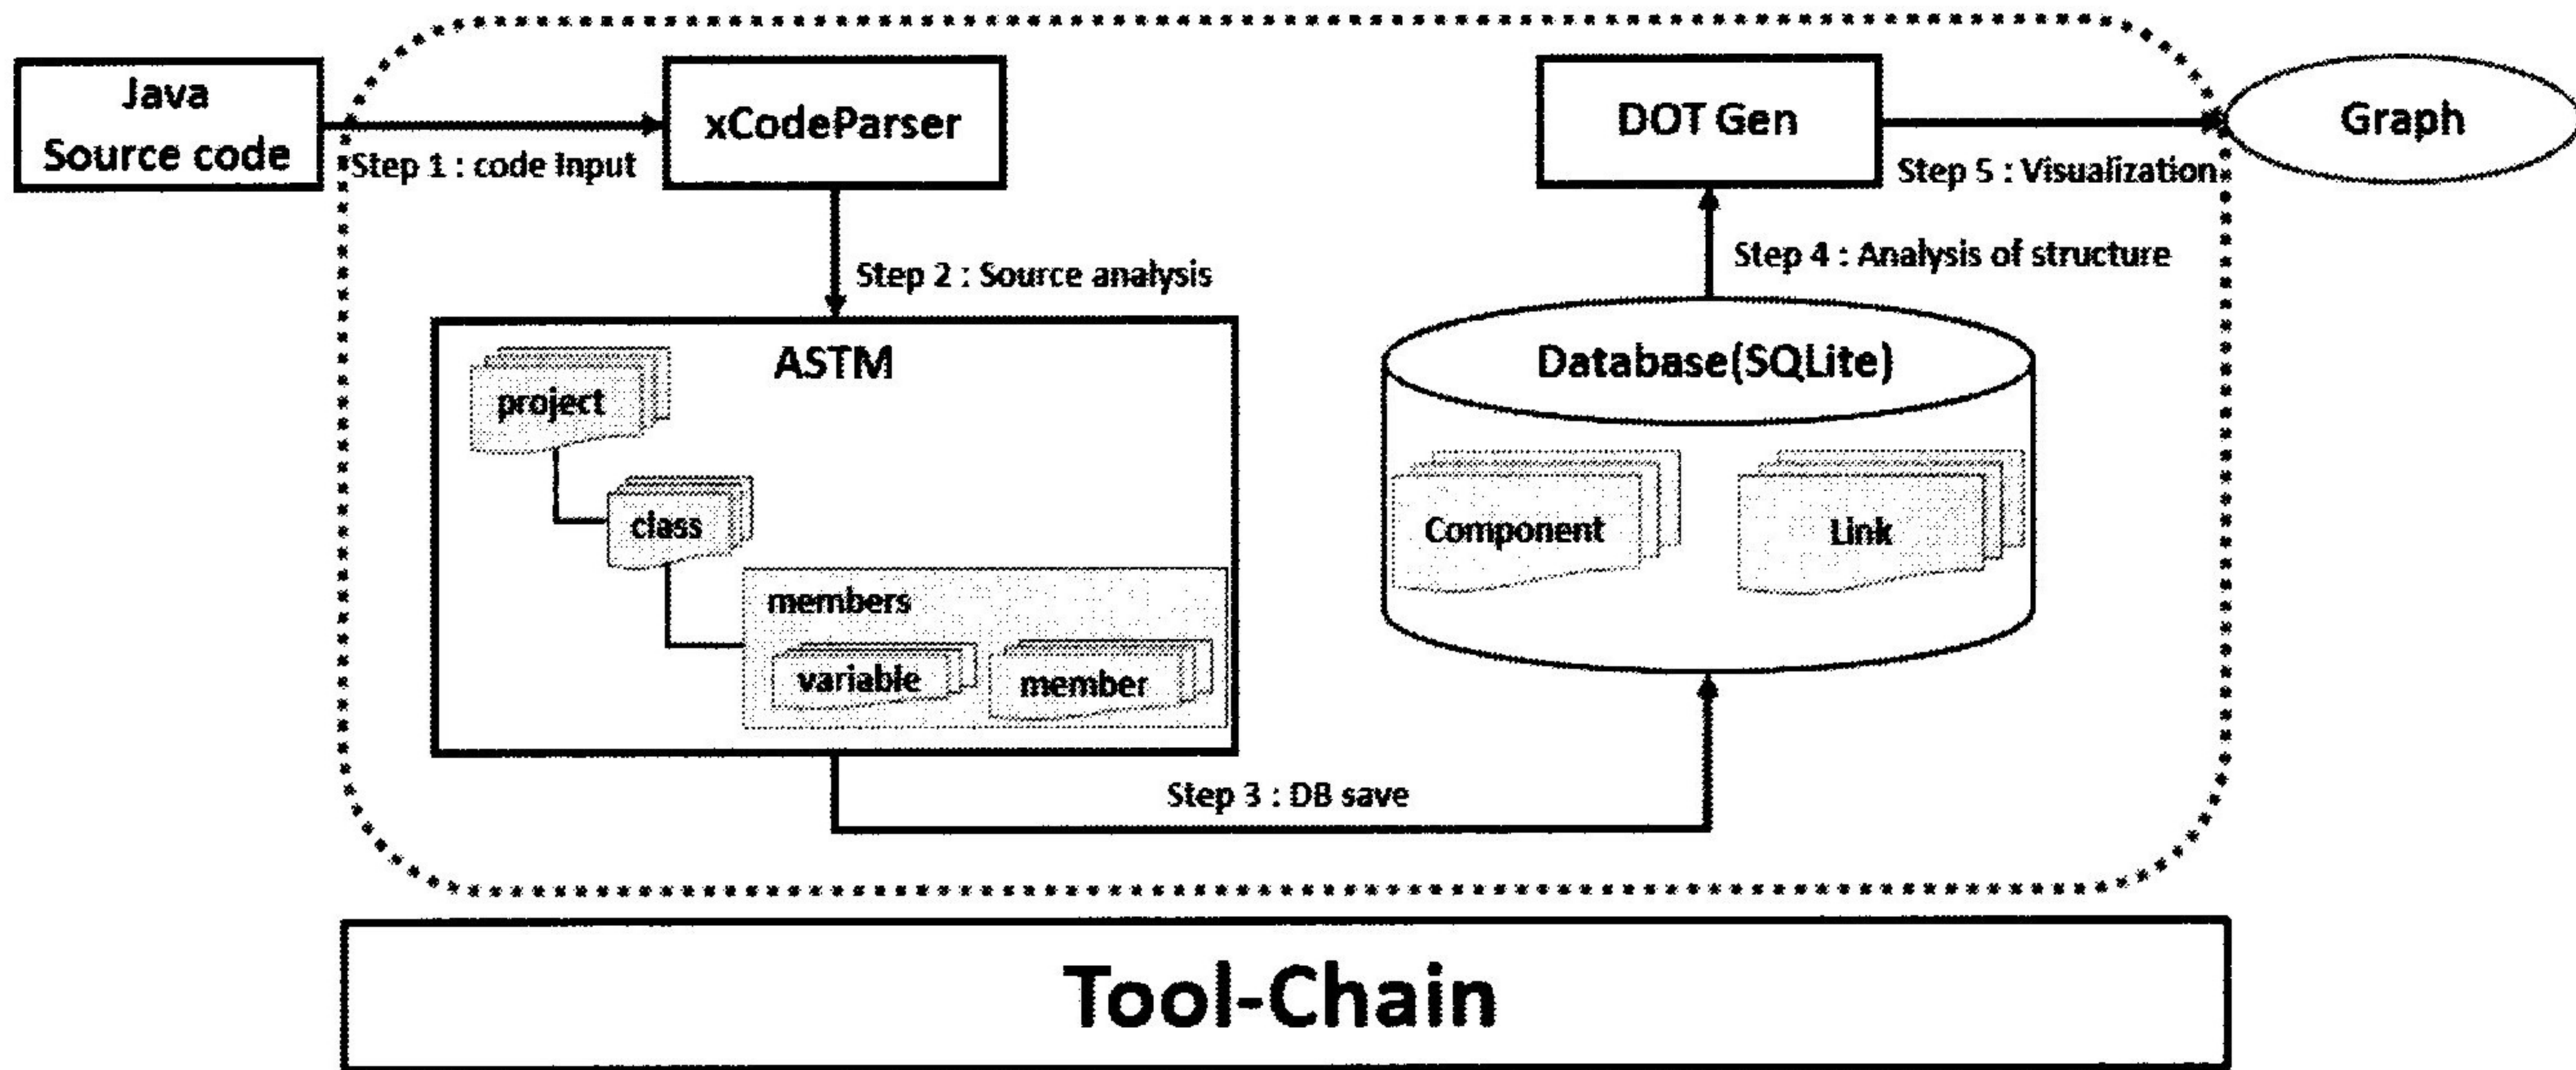 Java
Source code
Step 1 : code Input
xCodeParser
Step 2 : Source analysis
ASTM
project
class
members
variable
member
Step 3 : DB save
Database(SQLite)
Component
Link
Step 4 : Analysis of structure
DOT Gen
Step 5 : Visualization
Graph
Tool-Chain